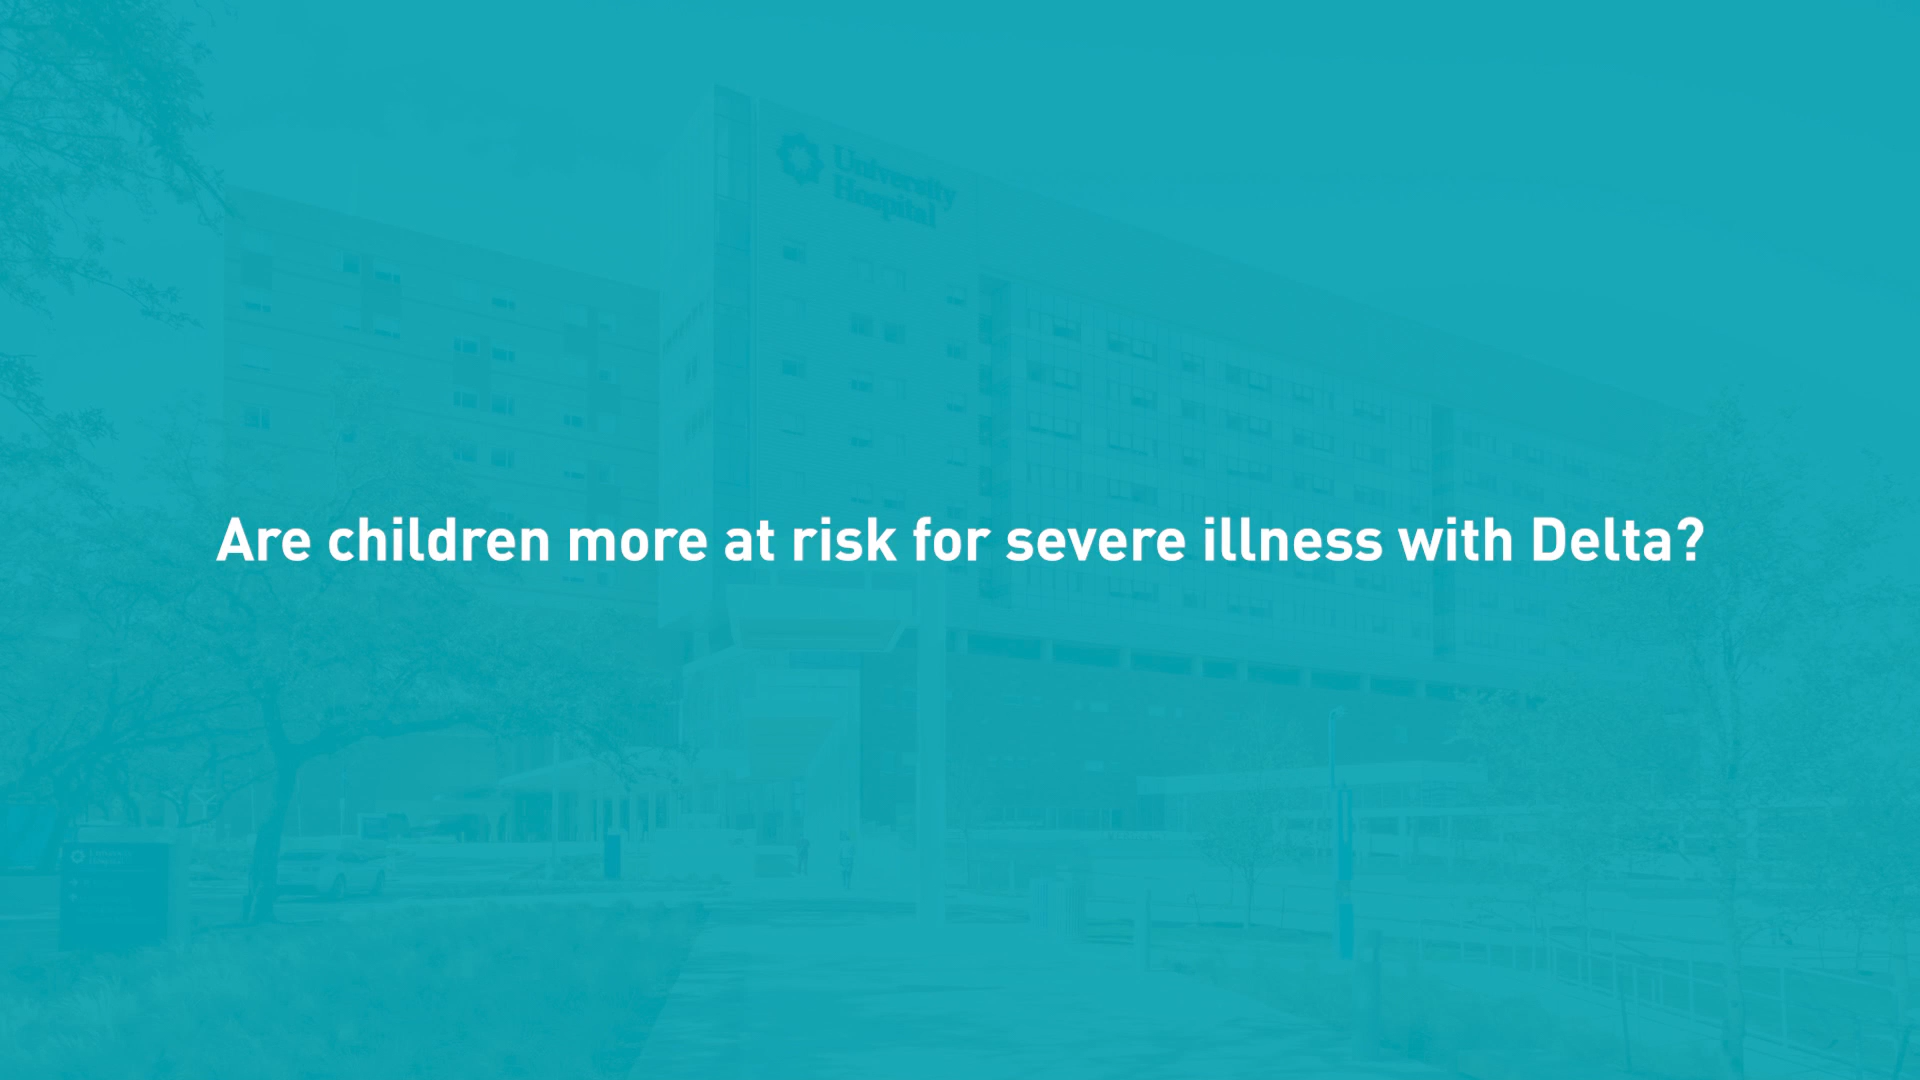 University
Hospital
Are children more at risk for severe illness with Delta?